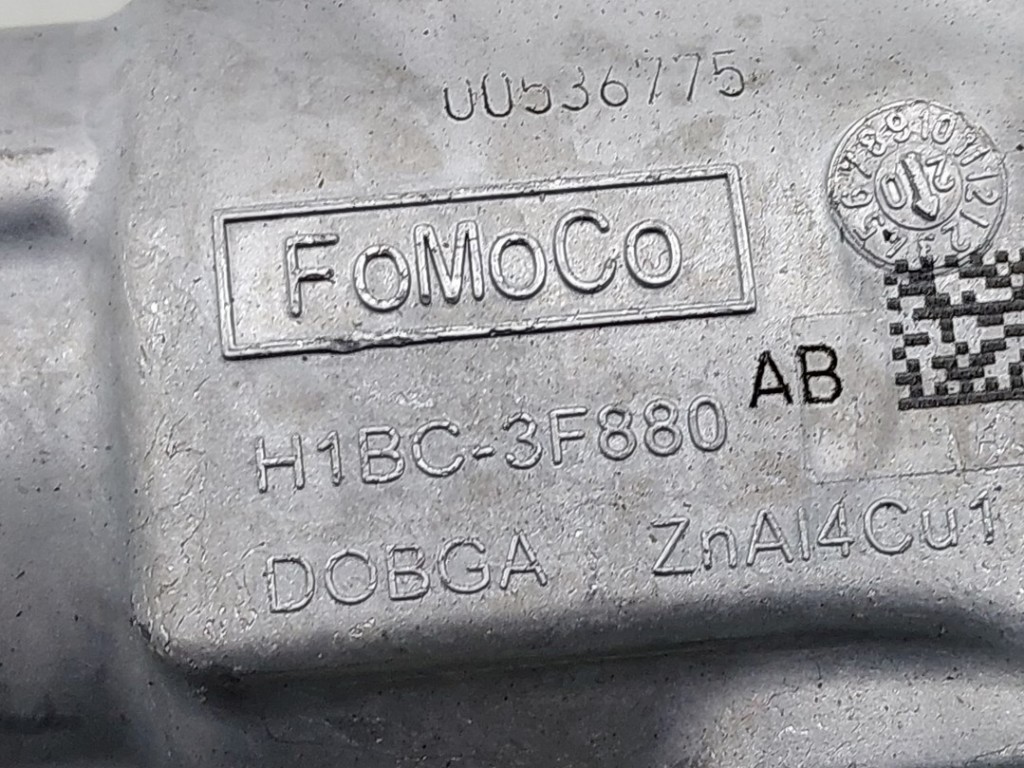 00536775
FoMoCo
H1BC-3F880 AB
DOBGA ZnAl4Cu1